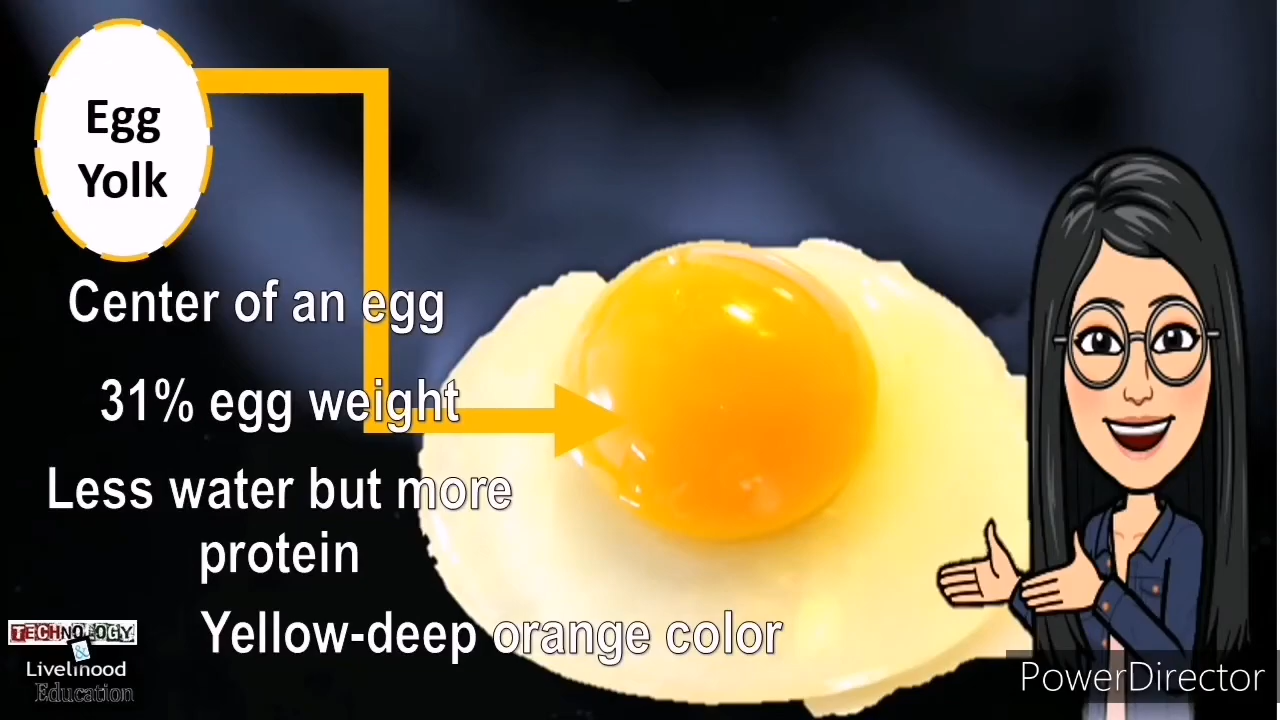 Egg
Yolk
Center of an egg
31% egg weight
Less water but more
protein
Yellow-deep orange color
TECHNOLOGY
&
Livelihood
Education
PowerDirector